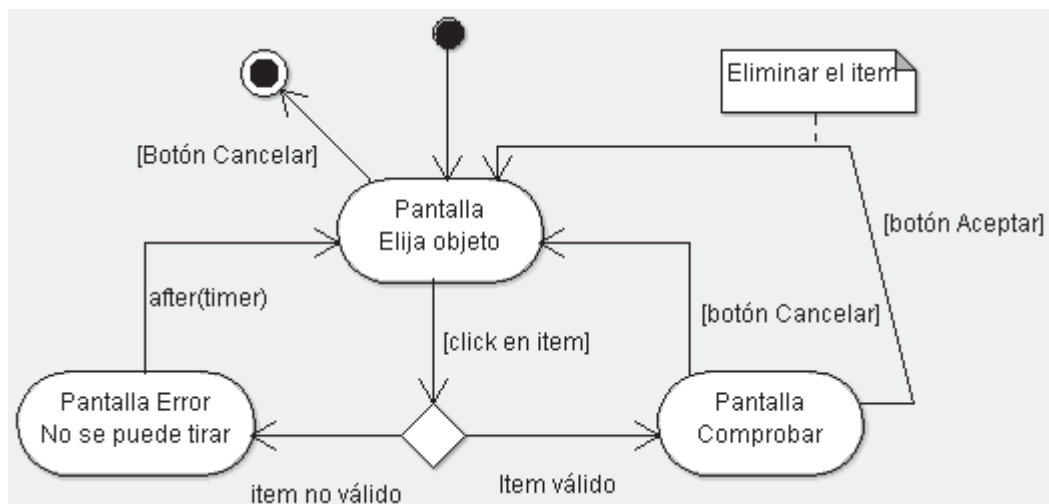 Eliminar el item
[Botón Cancelar]
Pantalla
Elija objeto
[botón Aceptar]
after(timer)
[botón Cancelar]
[click en item]
Pantalla Error
No se puede tirar
Pantalla
Comprobar
item no válido
Item válido